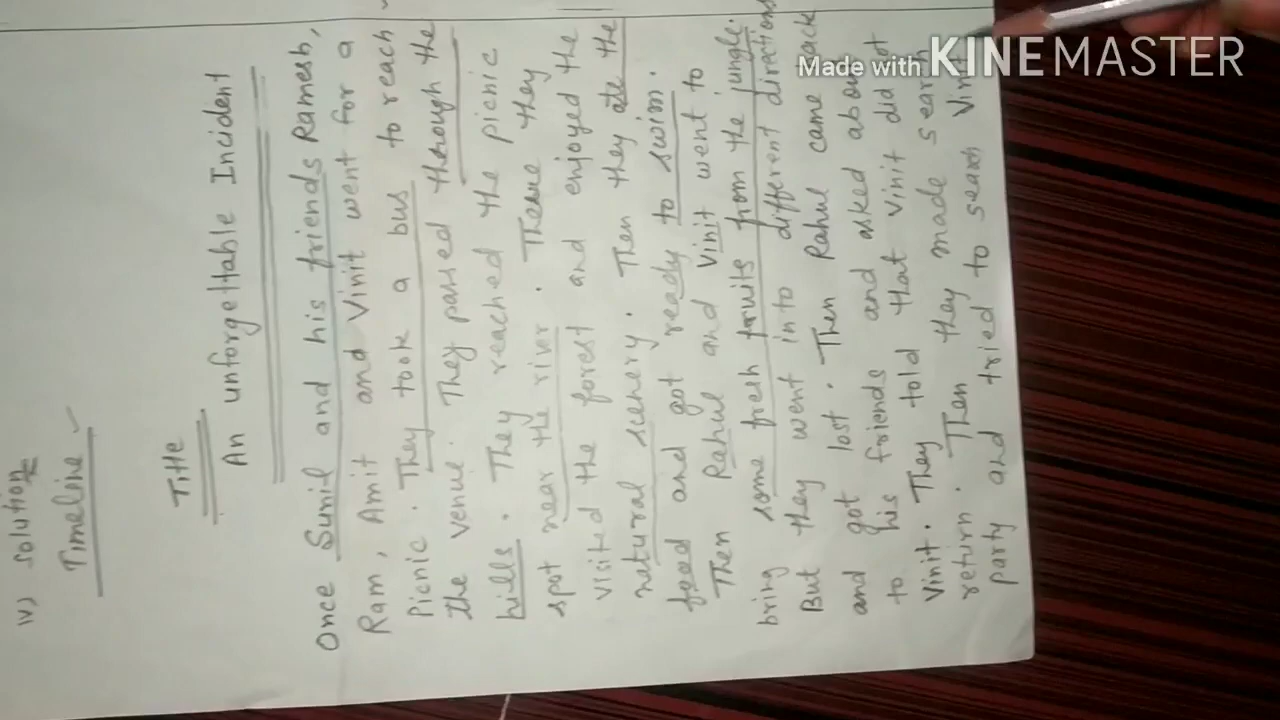 iv) solution
Timeline
Title
An unforgettable Incident
Once Sunil and his friends Ramesh,
Ram, Amit and Vinit went for a
Picnic. They took a bus to reach
the venue. They passed through the
hills. They reached the picnic
spot near the river. There they
visited the forest and enjoyed the
natural scenery. Then they ate the
food and got ready to swim.
Then Rahul and Vinit went to
bring some fresh fruits from the jungle.
But they went into different directions
and got lost. Then Rahul came back
to his friends and asked about
Vinit. They told that Vinit did not
return. Then they made search
party and tried to search Vinit
Made with KINEMASTER